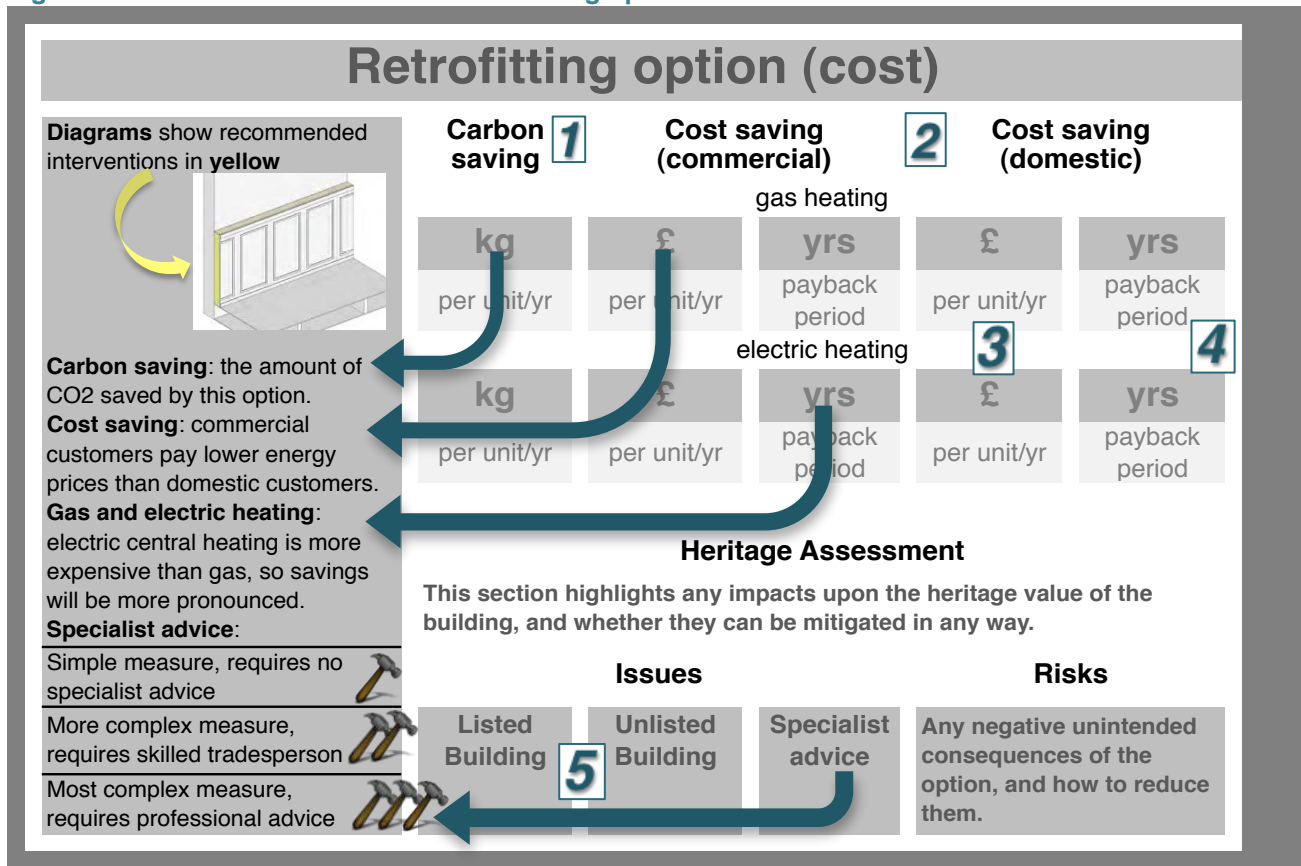 Retrofitting option (cost)
Diagrams show recommended
interventions in yellow
Carbon saving: the amount of
CO2 saved by this option.
Cost saving: commercial
customers pay lower energy
prices than domestic customers.
Gas and electric heating:
electric central heating is more
expensive than gas, so savings
will be more pronounced.
Specialist advice:
Simple measure, requires no
specialist advice
More complex measure,
requires skilled tradesperson
Most complex measure,
requires professional advice
Carbon
saving
1
Cost saving
(commercial)
2
Cost saving
(domestic)
gas heating
kg
£
yrs
£
yrs
per unit/yr
per unit/yr
payback
period
per unit/yr
payback
period
electric heating
3
4
kg
£
yrs
£
yrs
per unit/yr
per unit/yr
payback
period
per unit/yr
payback
period
Heritage Assessment
This section highlights any impacts upon the heritage value of the
building, and whether they can be mitigated in any way.
Issues
Risks
Listed
Building
5
Unlisted
Building
Specialist
advice
Any negative unintended
consequences of the
option, and how to reduce
them.